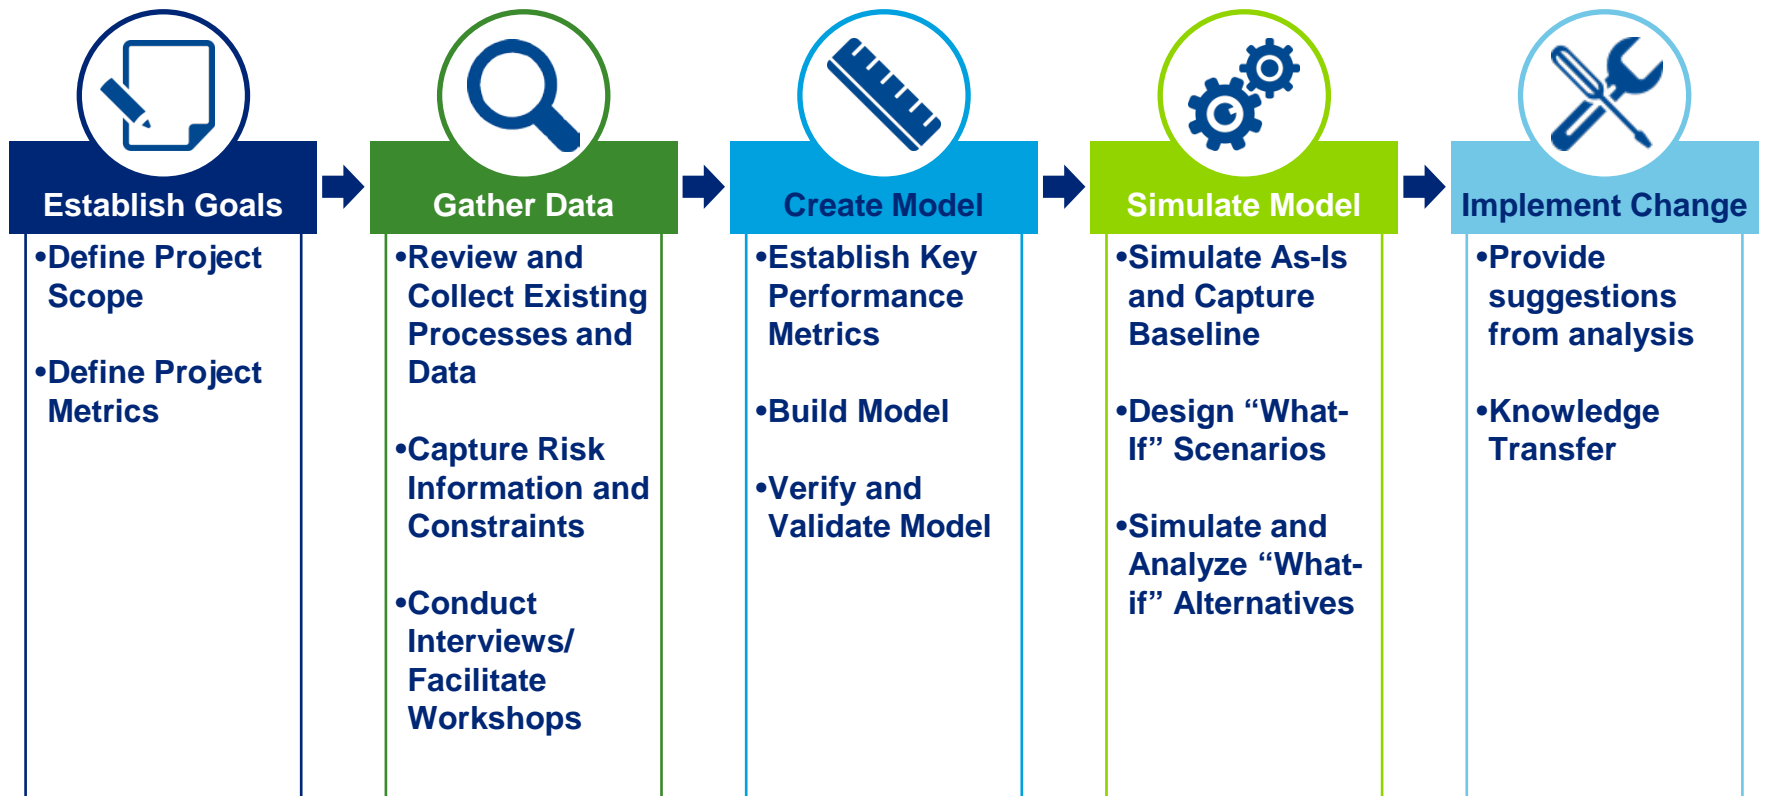 Establish Goals
•Define Project
Scope
•Define Project
Metrics
Gather Data
•Review and
Collect Existing
Processes and
Data
•Capture Risk
Information and
Constraints
•Conduct
Interviews/
Facilitate
Workshops
Create Model
•Establish Key
Performance
Metrics
•Build Model
•Verify and
Validate Model
Simulate Model
•Simulate As-Is
and Capture
Baseline
•Design “What-
If” Scenarios
•Simulate and
Analyze “What-
if” Alternatives
Implement Change
•Provide
suggestions
from analysis
•Knowledge
Transfer